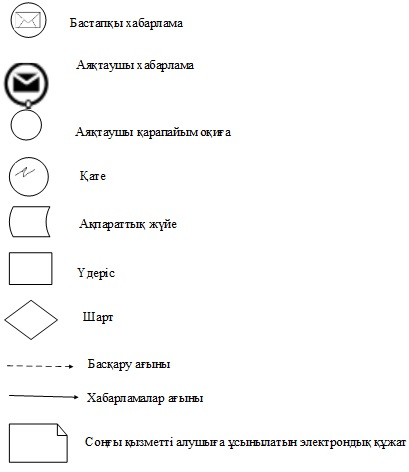 Бастапқы хабарлама
Аяқтаушы хабарлама
Аяқтаушы қарапайым оқиға
Қате
Ақпараттық жүйе
Үдеріс
Шарт
Басқару ағыны
Хабарламалар ағыны
Соңғы қызметті алушыға ұсынылатын электрондық құжат